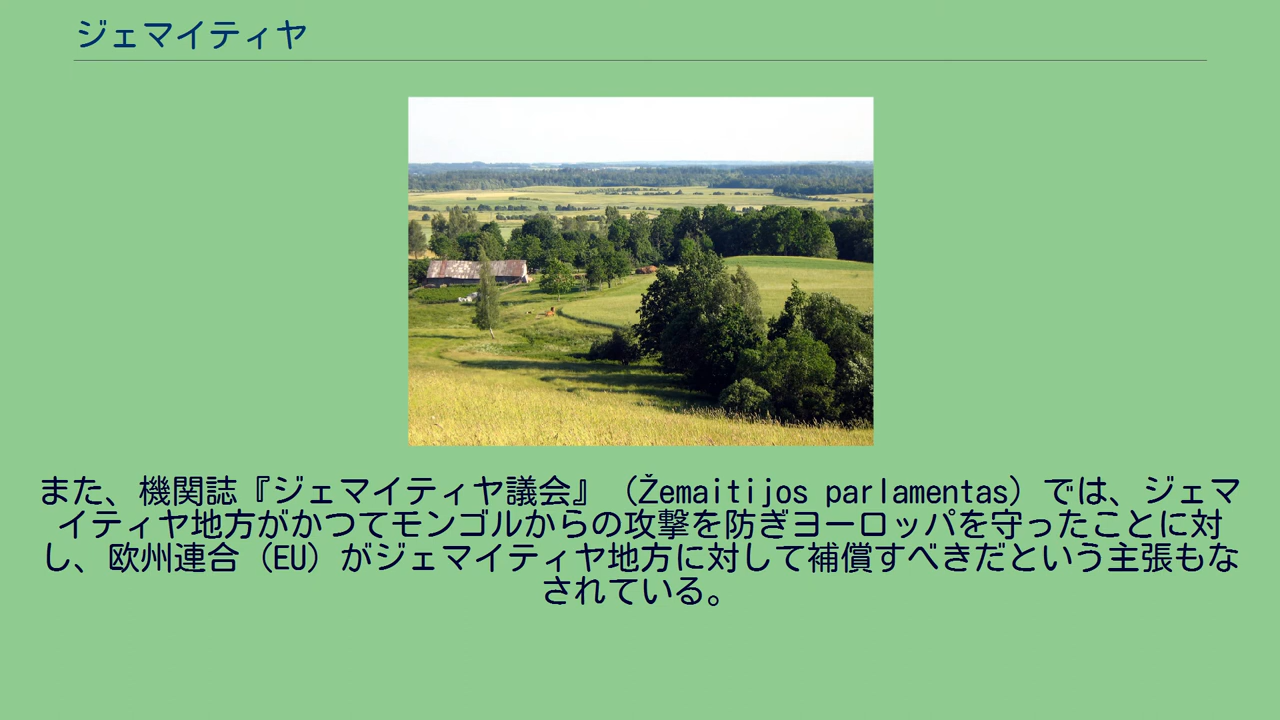 ジェマイティヤ
また、機関誌『ジェマイティヤ議会』（Žemaitijos parlamentas）では、ジェマ
イティヤ地方がかつてモンゴルからの攻撃を防ぎヨーロッパを守ったことに対
し、欧州連合（EU）がジェマイティヤ地方に対して補償すべきだという主張もな
されている。